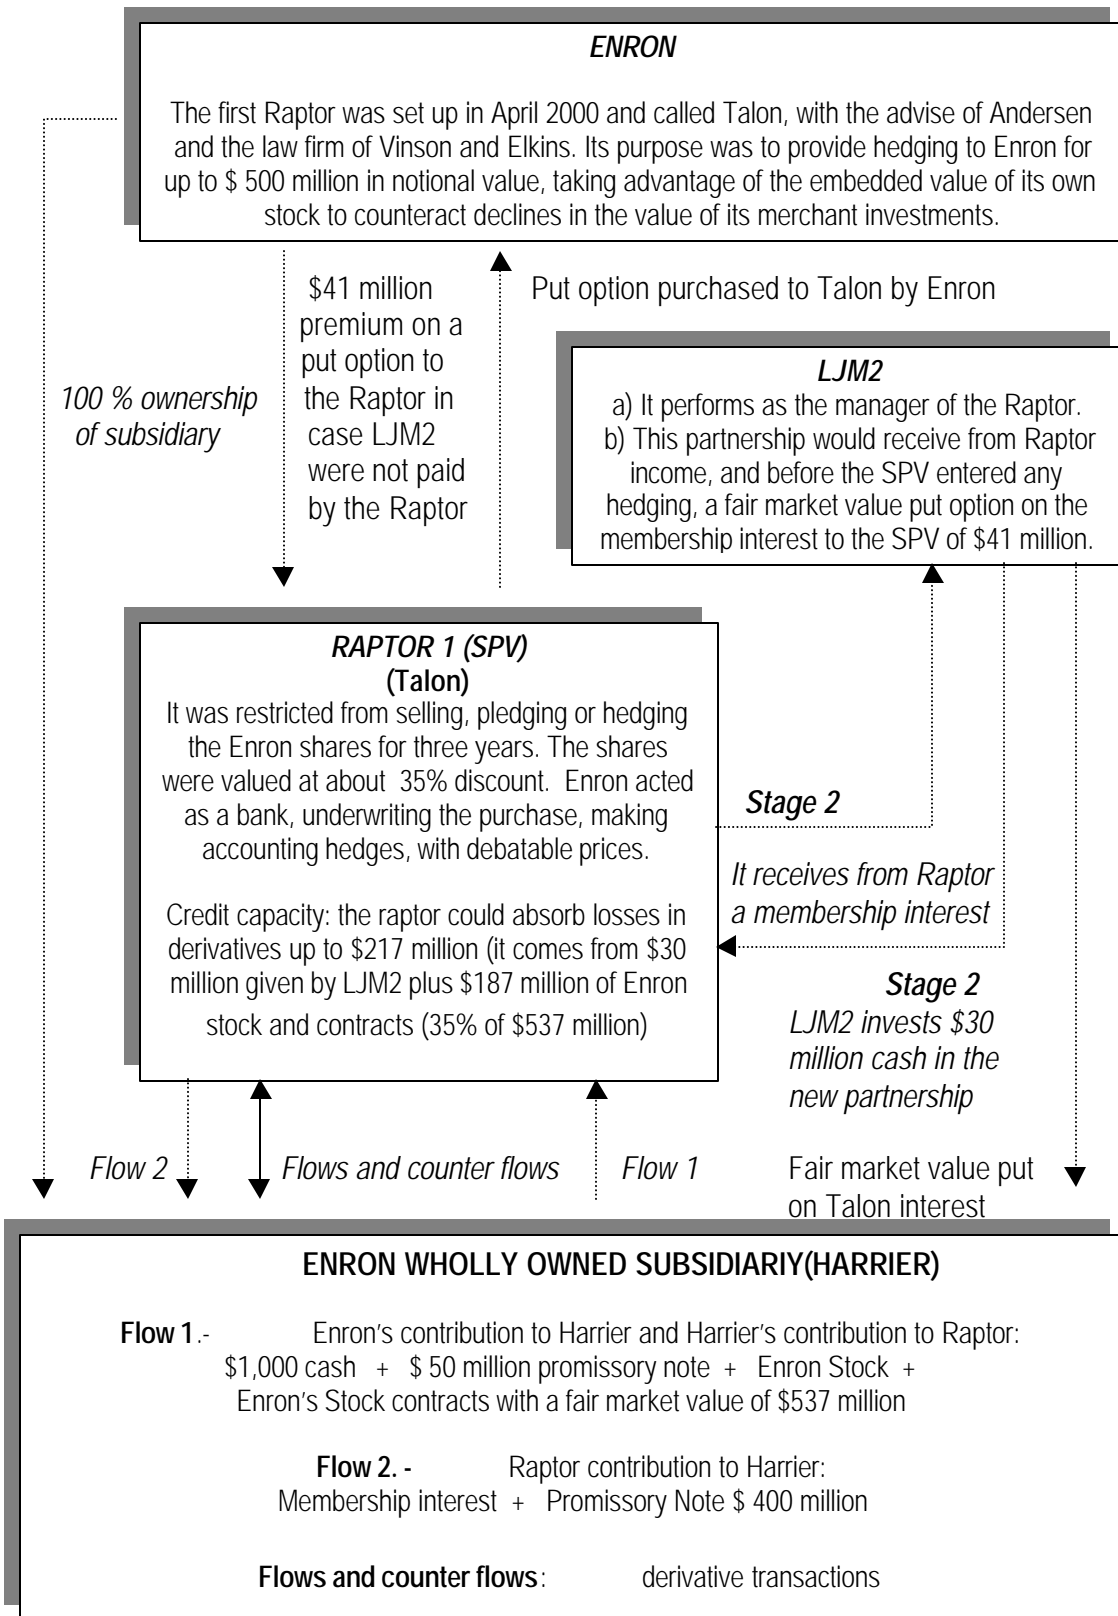 ENRON
The first Raptor was set up in April 2000 and called Talon, with the advise of Andersen
and the law firm of Vinson and Elkins. Its purpose was to provide hedging to Enron for
up to $ 500 million in notional value, taking advantage of the embedded value of its own
stock to counteract declines in the value of its merchant investments.
100 % ownership
of subsidiary
$41 million
premium on a
put option to
the Raptor in
case LJM2
were not paid
by the Raptor
Put option purchased to Talon by Enron
LJM2
a) It performs as the manager of the Raptor.
b) This partnership would receive from Raptor
income, and before the SPV entered any
hedging, a fair market value put option on the
membership interest to the SPV of $41 million.
RAPTOR 1 (SPV)
(Talon)
It was restricted from selling, pledging or hedging
the Enron shares for three years. The shares
were valued at about 35% discount. Enron acted
as a bank, underwriting the purchase, making
accounting hedges, with debatable prices.
Credit capacity: the raptor could absorb losses in
derivatives up to $217 million (it comes from $30
million given by LJM2 plus $187 million of Enron
stock and contracts (35% of $537 million)
Stage 2
It receives from Raptor
a membership interest
Stage 2
LJM2 invests $30
million cash in the
new partnership
Flow 2
Flows and counter flows
Flow 1
Fair market value put
on Talon interest
ENRON WHOLLY OWNED SUBSIDIARIY(HARRIER)
Flow 1.- Enron's contribution to Harrier and Harrier's contribution to Raptor:
$1,000 cash + $ 50 million promissory note + Enron Stock +
Enron's Stock contracts with a fair market value of $537 million
Flow 2. - Raptor contribution to Harrier:
Membership interest + Promissory Note $ 400 million
Flows and counter flows: derivative transactions